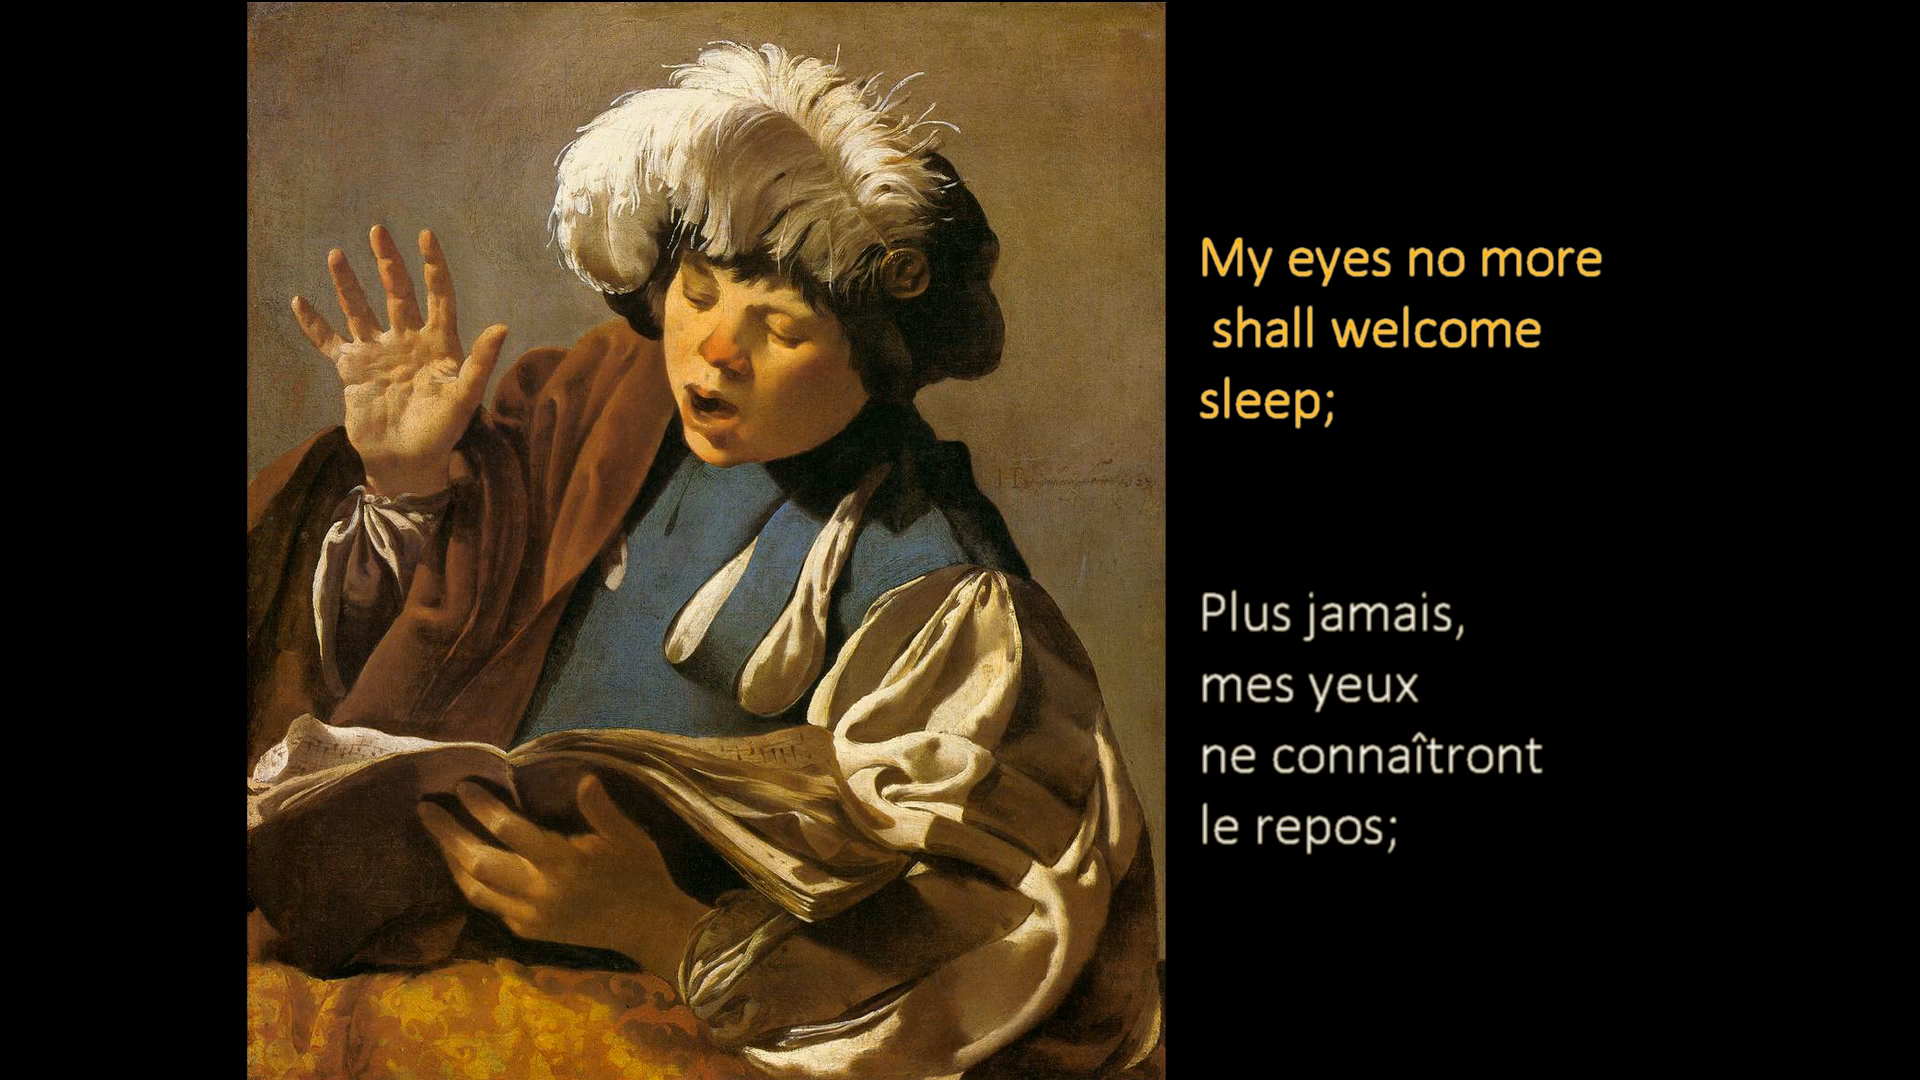 My eyes no more
shall welcome
sleep;
Plus jamais,
mes yeux
ne connaîtront
le repos;